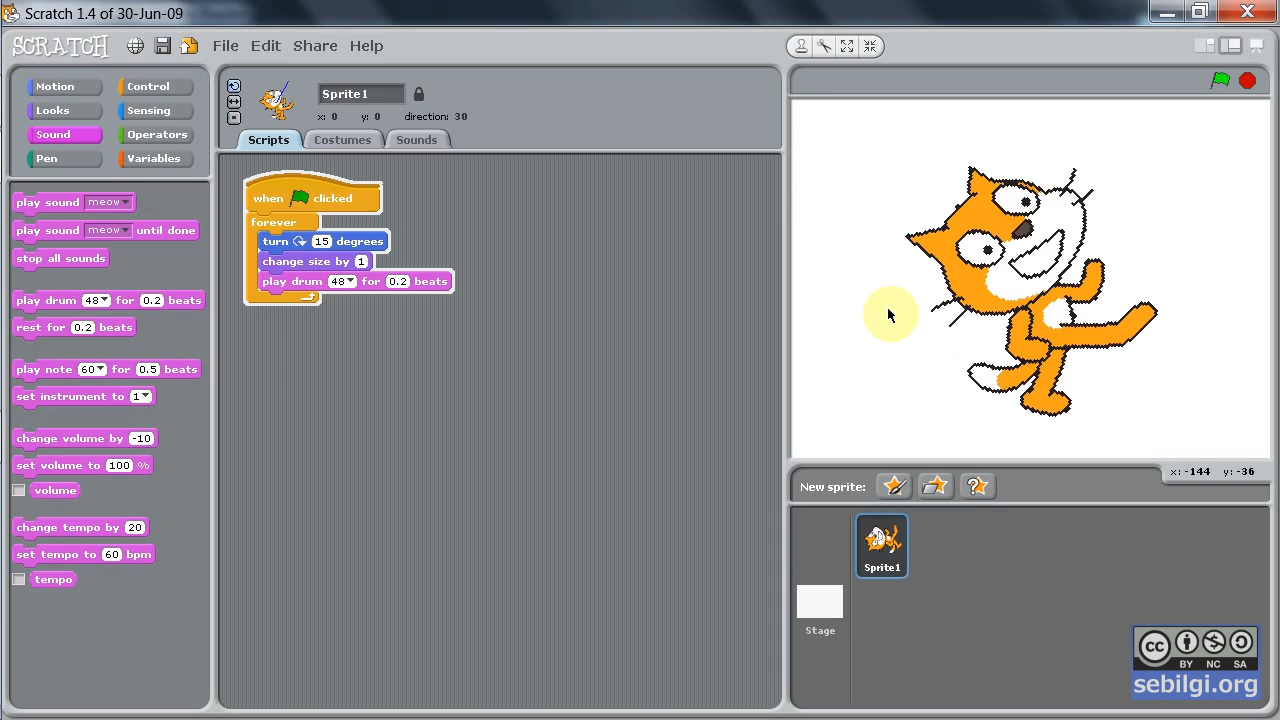 Scratch 1.4 of 30-Jun-09
SCRATCH
File Edit Share Help
Motion Control
Looks Sensing
Sound Operators
Pen Variables
play sound meow
play sound meow until done
stop all sounds
play drum 48 for 0.2 beats
rest for 0.2 beats
play note 60 for 0.5 beats
set instrument to 1
change volume by -10
set volume to 100 %
volume
change tempo by 20
set tempo to 60 bpm
tempo
Sprite1
x: 0 y: 0 direction: 30
Scripts Costumes Sounds
when clicked
forever
turn 15 degrees
change size by 1
play drum 48 for 0.2 beats
x: -144 y: -36
New sprite:
Sprite1
Stage
cc
BY NC SA
sebilgi.org